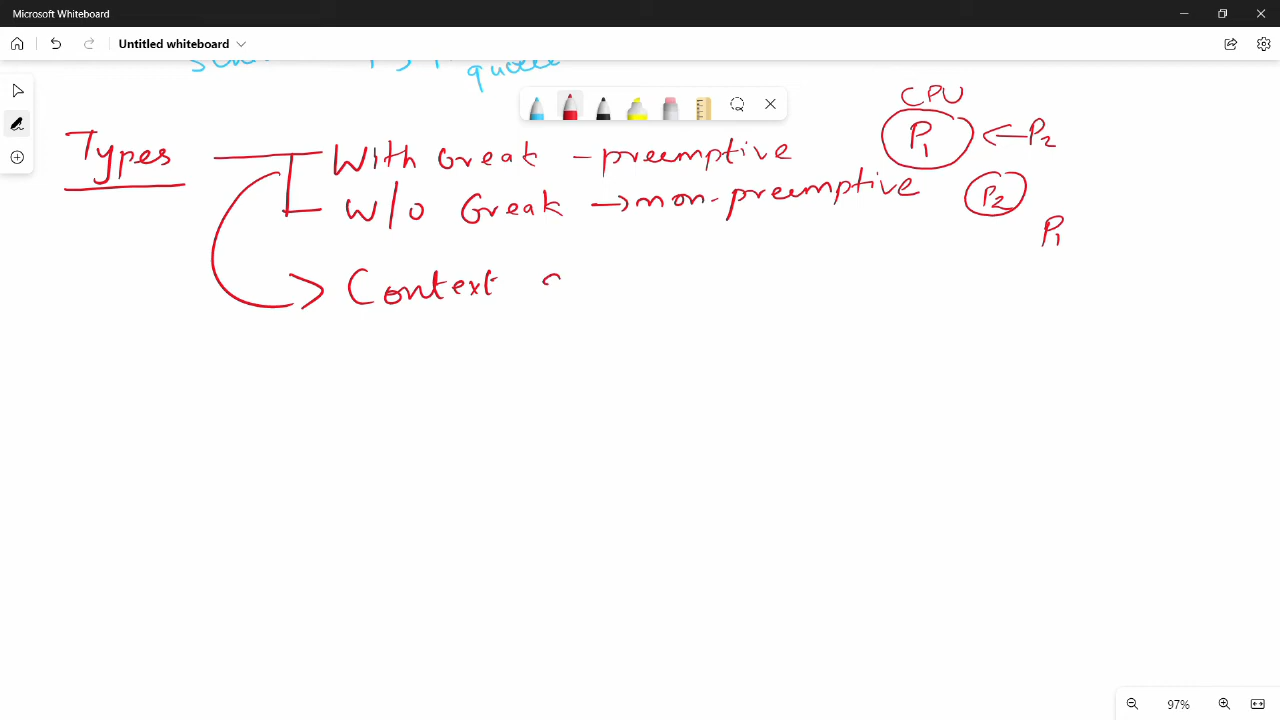 Microsoft Whiteboard
Untitled whiteboard
CPU
P1 ← P2
Types
With Break - preemptive
W/o Break → non-preemptive
P2
P1
Context
97%